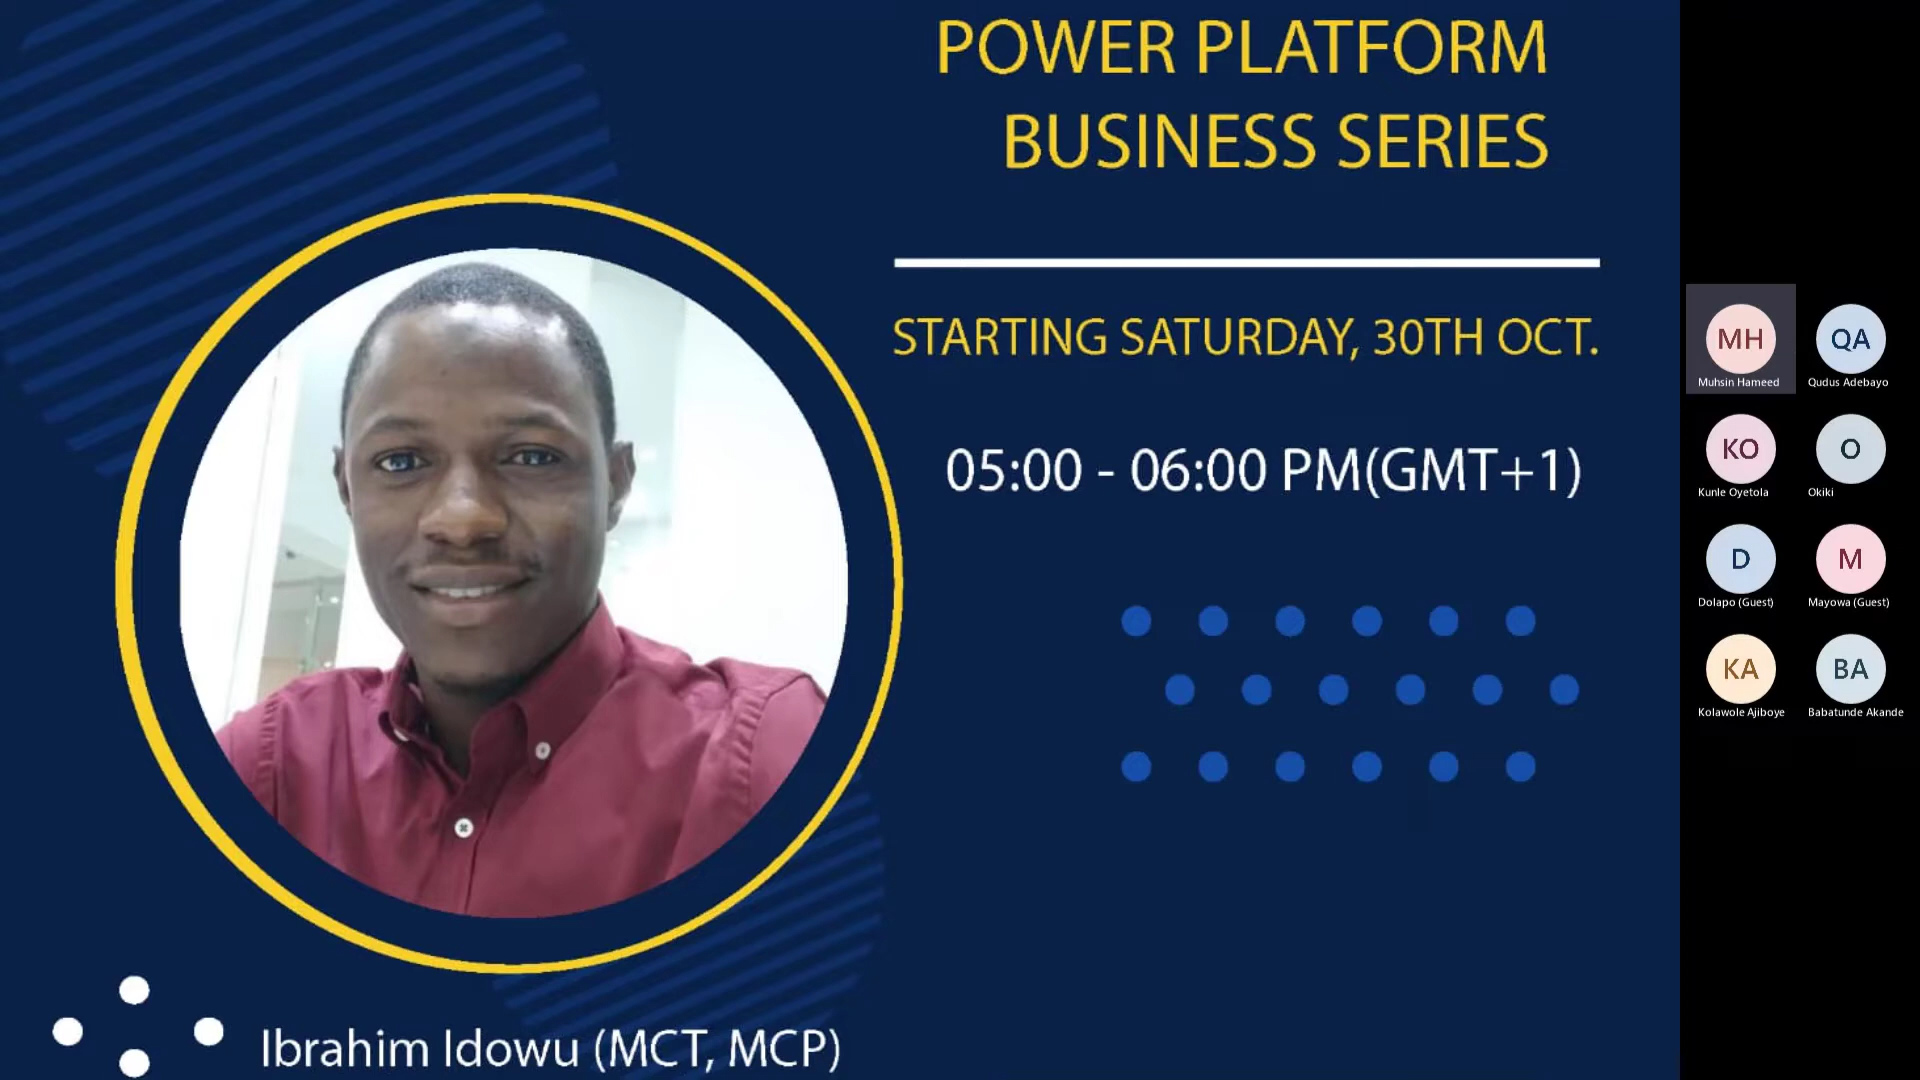 POWER PLATFORM
BUSINESS SERIES
STARTING SATURDAY, 30TH OCT.
05:00 - 06:00 PM(GMT+1)
Ibrahim Idowu (MCT, MCP)
MH
Muhsin Hameed
QA
Qudus Adebayo
KO
Kunle Oyetola
O
Okiki
D
Dolapo (Guest)
M
Mayowa (Guest)
KA
Kolawole Ajiboye
BA
Babatunde Akande